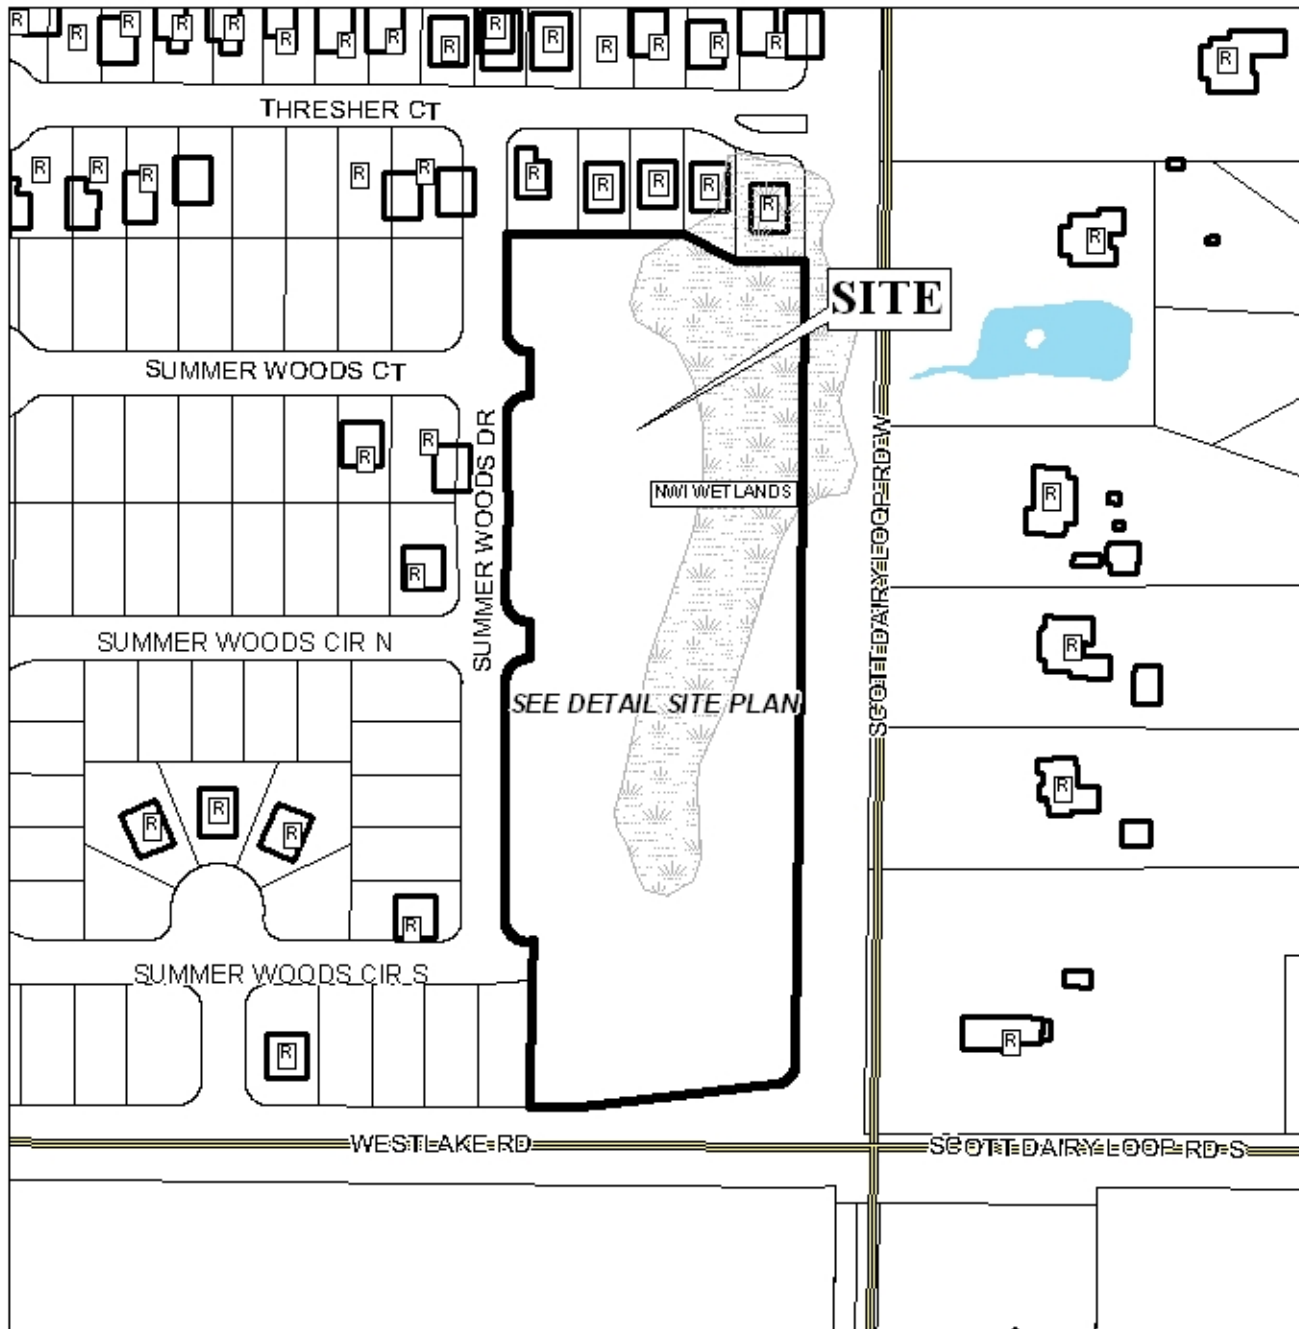 R R R R R R R R R R R R R R R R
THRESHER CT
R R R R R R R R R R R
R
SITE
SUMMER WOODS CT
SUMMER WOODS DR
R R
NWI WETLANDS
R
R
SCOTT DAIRY LOOP RD W
SUMMER WOODS CIR N
R
SEE DETAIL SITE PLAN
R
R R R
R
SUMMER WOODS CIR S
R
R
WESTLAKE RD
SCOTT DAIRY LOOP RD S